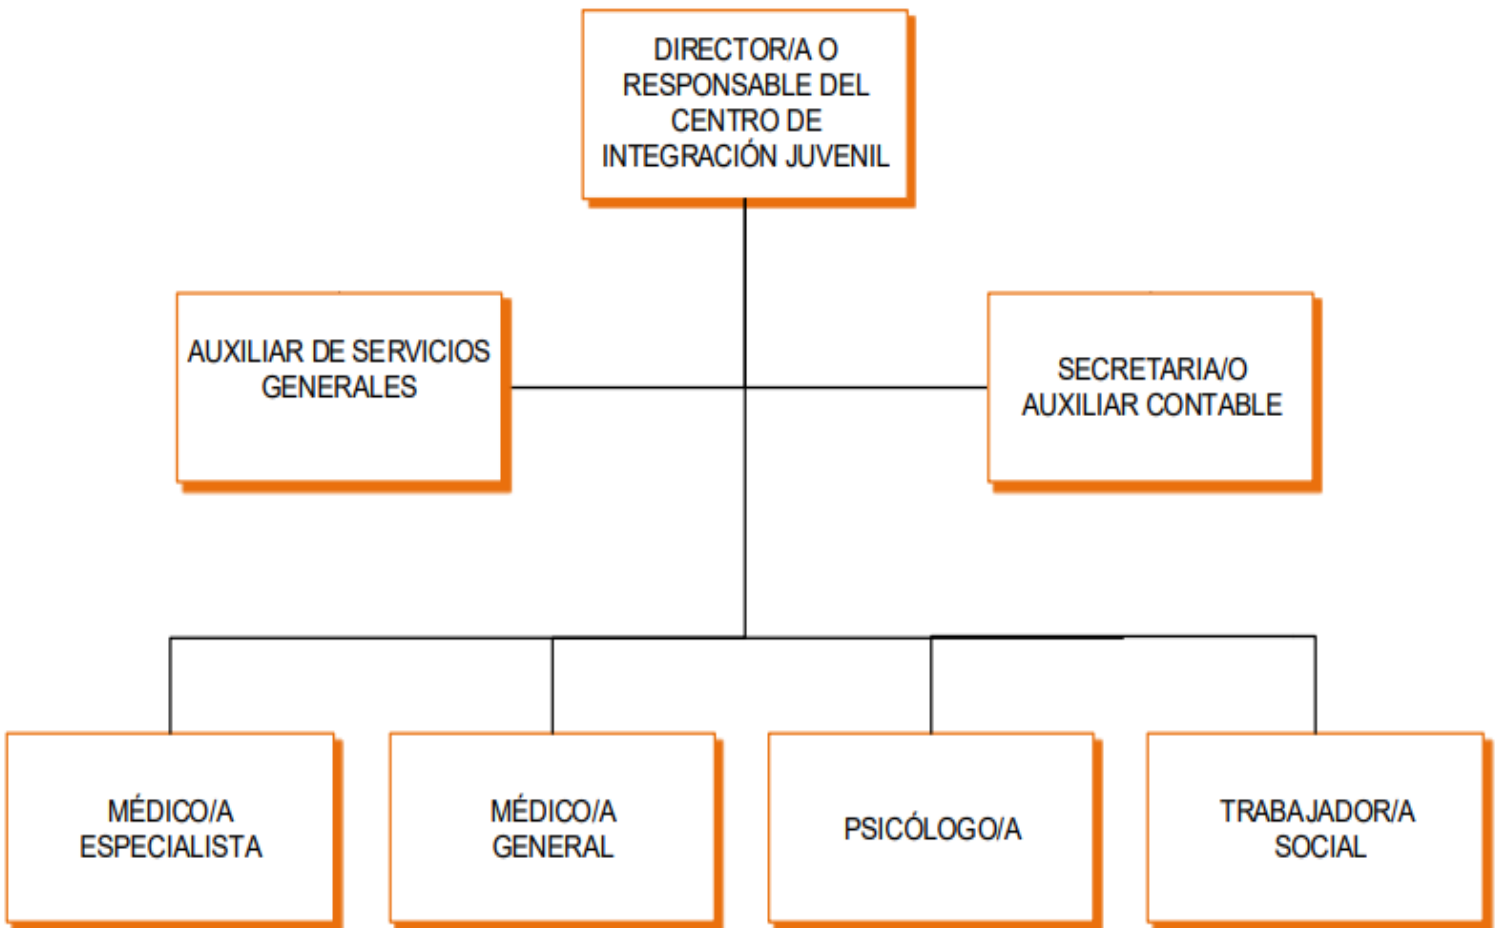 DIRECTOR/A O
RESPONSABLE DEL
CENTRO DE
INTEGRACIÓN JUVENIL
AUXILIAR DE SERVICIOS
GENERALES
SECRETARIA/O
AUXILIAR CONTABLE
MÉDICO/A
ESPECIALISTA
MÉDICO/A
GENERAL
PSICÓLOGO/A
TRABAJADOR/A
SOCIAL